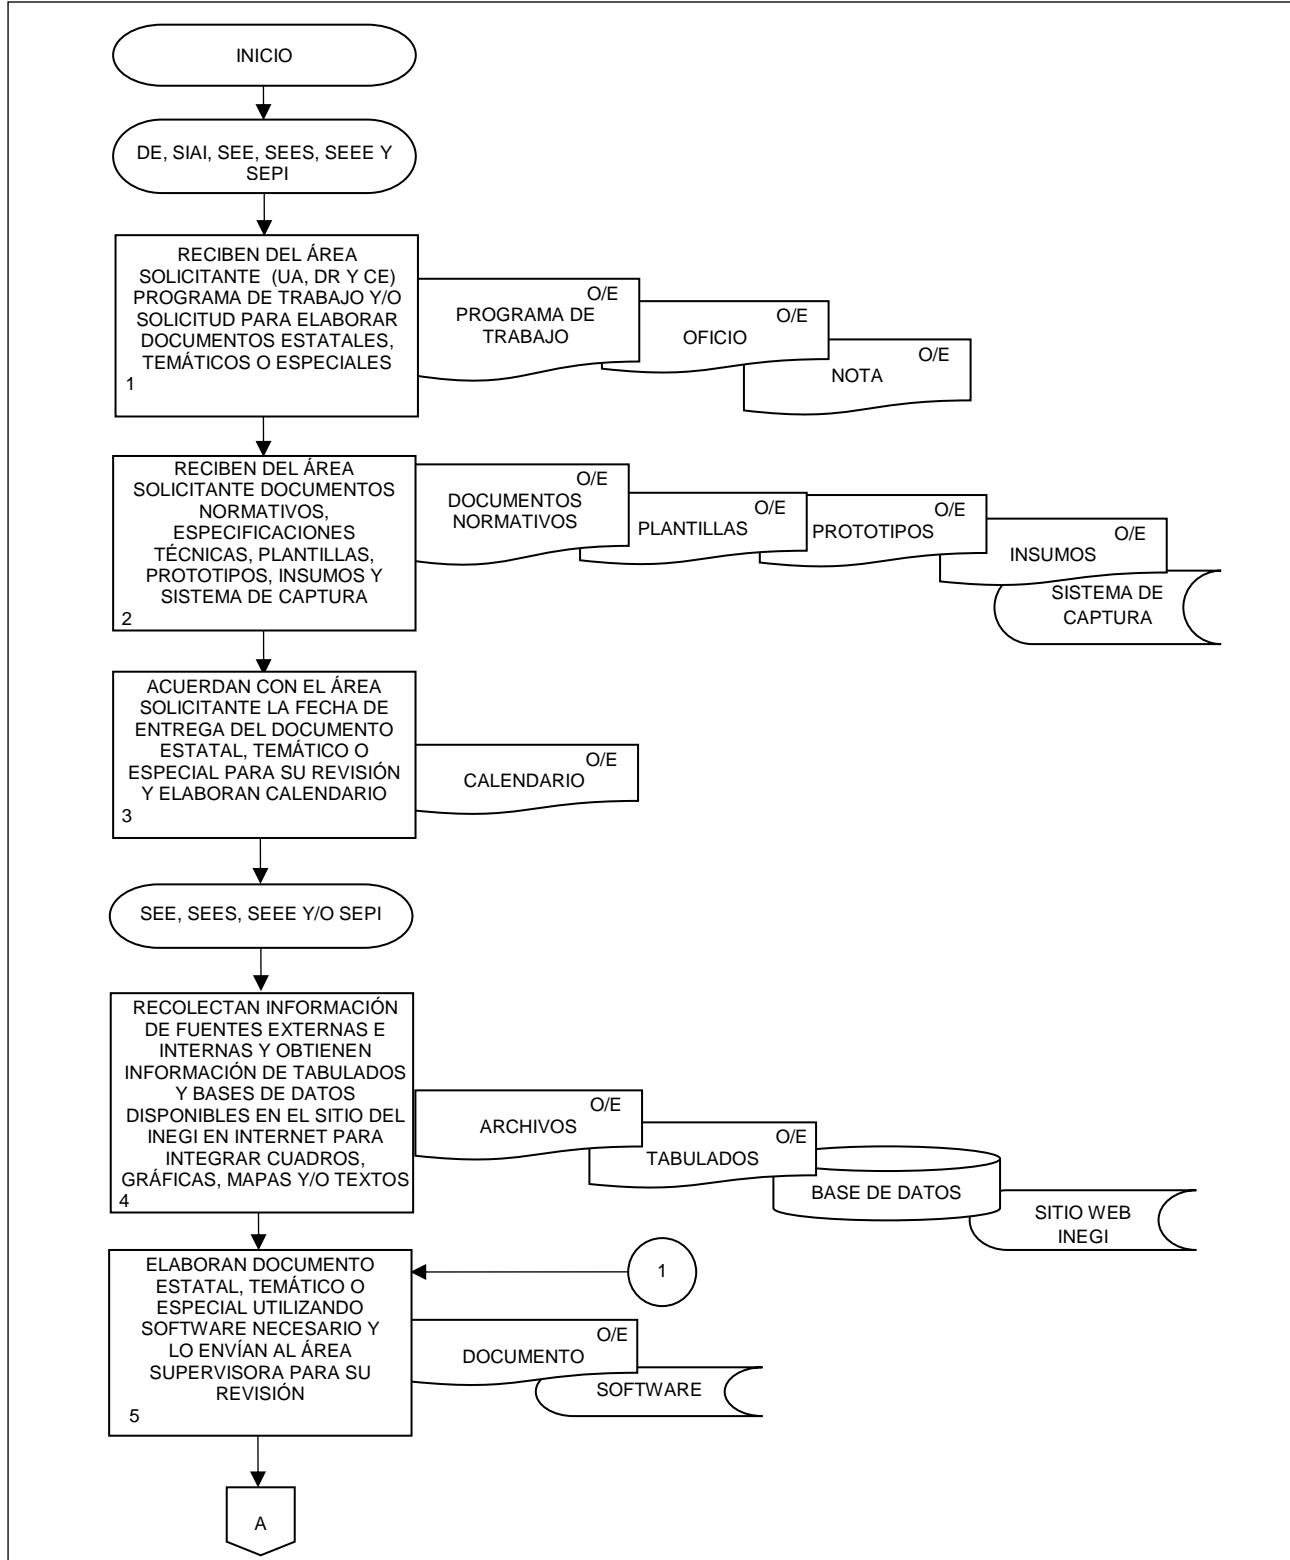 INICIO
DE, SIAI, SEE, SEES, SEEE Y
SEPI
RECIBEN DEL ÁREA
SOLICITANTE (UA, DR Y CE)
PROGRAMA DE TRABAJO Y/O
SOLICITUD PARA ELABORAR
DOCUMENTOS ESTATALES,
TEMÁTICOS O ESPECIALES
1
O/E
PROGRAMA DE
TRABAJO
O/E
OFICIO
O/E
NOTA
RECIBEN DEL ÁREA
SOLICITANTE DOCUMENTOS
NORMATIVOS,
ESPECIFICACIONES
TÉCNICAS, PLANTILLAS,
PROTOTIPOS, INSUMOS Y
SISTEMA DE CAPTURA
2
O/E
DOCUMENTOS
NORMATIVOS
O/E
PLANTILLAS
O/E
PROTOTIPOS
O/E
INSUMOS
SISTEMA DE
CAPTURA
ACUERDAN CON EL ÁREA
SOLICITANTE LA FECHA DE
ENTREGA DEL DOCUMENTO
ESTATAL, TEMÁTICO O
ESPECIAL PARA SU REVISIÓN
Y ELABORAN CALENDARIO
3
O/E
CALENDARIO
SEE, SEES, SEEE Y/O SEPI
RECOLECTAN INFORMACIÓN
DE FUENTES EXTERNAS E
INTERNAS Y OBTIENEN
INFORMACIÓN DE TABULADOS
Y BASES DE DATOS
DISPONIBLES EN EL SITIO DEL
INEGI EN INTERNET PARA
INTEGRAR CUADROS,
GRÁFICAS, MAPAS Y/O TEXTOS
4
O/E
ARCHIVOS
O/E
TABULADOS
BASE DE DATOS
SITIO WEB
INEGI
ELABORAN DOCUMENTO
ESTATAL, TEMÁTICO O
ESPECIAL UTILIZANDO
SOFTWARE NECESARIO Y
LO ENVÍAN AL ÁREA
SUPERVISORA PARA SU
REVISIÓN
5
1
O/E
DOCUMENTO
SOFTWARE
A